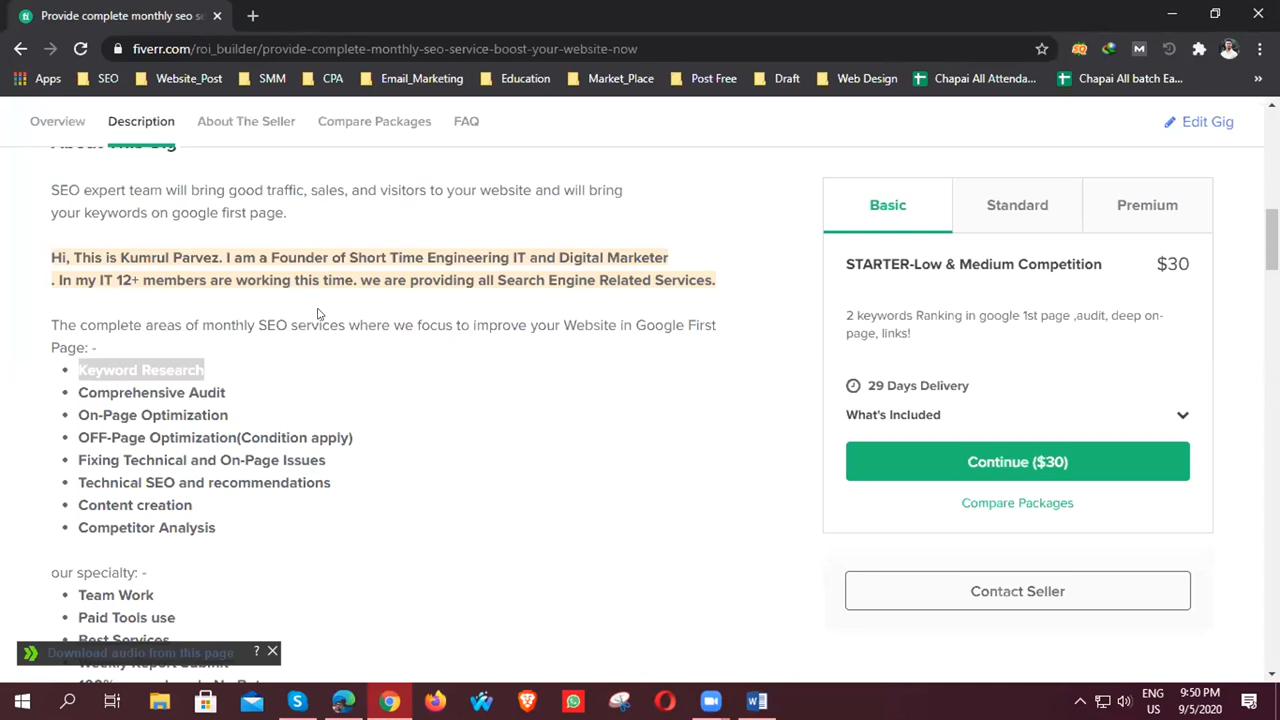 Provide complete monthly seo se
fiverr.com/roi_builder/provide-complete-monthly-seo-service-boost-your-website-now
Apps SEO Website_Post SMM CPA Email_Marketing Education Market_Place Post Free Draft Web Design Chapai All Attenda... Chapai All batch Ea... »
Overview Description About The Seller Compare Packages FAQ Edit Gig
About This Gig
SEO expert team will bring good traffic, sales, and visitors to your website and will bring
your keywords on google first page.
Hi, This is Kumrul Parvez. I am a Founder of Short Time Engineering IT and Digital Marketer
. In my IT 12+ members are working this time. we are providing all Search Engine Related Services.
The complete areas of monthly SEO services where we focus to improve your Website in Google First
Page: -
• Keyword Research
• Comprehensive Audit
• On-Page Optimization
• OFF-Page Optimization(Condition apply)
• Fixing Technical and On-Page Issues
• Technical SEO and recommendations
• Content creation
• Competitor Analysis
our specialty: -
• Team Work
• Paid Tools use
• Best Services
Weekly Report Submit
Basic Standard Premium
STARTER-Low & Medium Competition $30
2 keywords Ranking in google 1st page ,audit, deep on-
page, links!
29 Days Delivery
What's Included
Continue ($30)
Compare Packages
Contact Seller
Download audio from this page ?
ENG
US
9:50 PM
9/5/2020